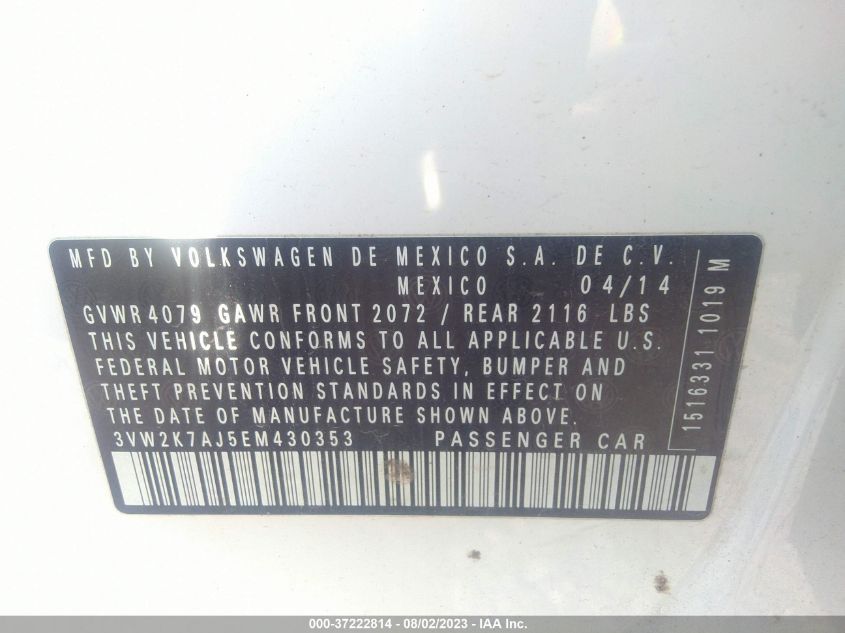 MFD BY VOLKSWAGEN DE MEXICO S.A. DE C.V.
MEXICO 04/14
GVWR 4079 GAWR FRONT 2072 / REAR 2116 LBS
THIS VEHICLE CONFORMS TO ALL APPLICABLE U.S.
FEDERAL MOTOR VEHICLE SAFETY, BUMPER AND
THEFT PREVENTION STANDARDS IN EFFECT ON
THE DATE OF MANUFACTURE SHOWN ABOVE.
3VW2K7AJ5EM430353 PASSENGER CAR
1516331 1019 M
000-37222814 - 08/02/2023 - IAA Inc.